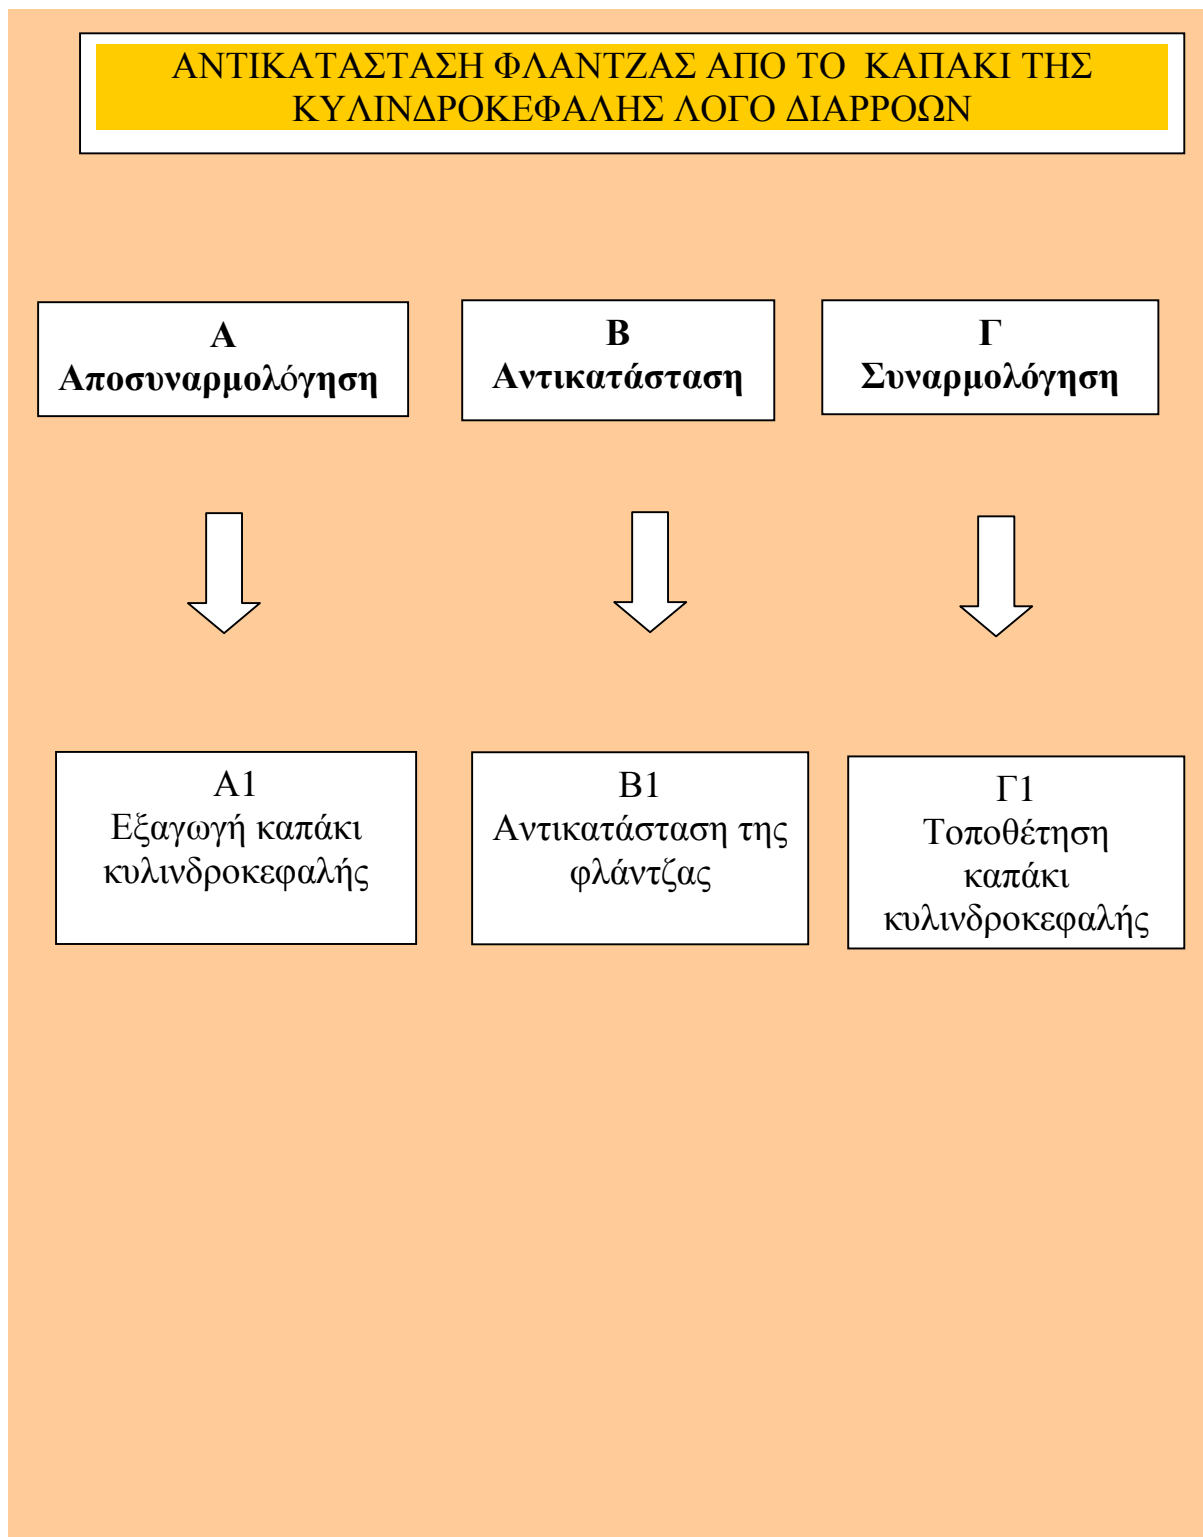 ΑΝΤΙΚΑΤΑΣΤΑΣΗ ΦΛΑΝΤΖΑΣ ΑΠΟ ΤΟ  ΚΑΠΑΚΙ ΤΗΣ
ΚΥΛΙΝΔΡΟΚΕΦΑΛΗΣ ΛΟΓΟ ΔΙΑΡΡΟΩΝ
Α
Αποσυναρμολόγηση
Β
Αντικατάσταση
Γ
Συναρμολόγηση
Α1
Εξαγωγή καπάκι
κυλινδροκεφαλής
Β1
Αντικατάσταση της
φλάντζας
Γ1
Τοποθέτηση
καπάκι
κυλινδροκεφαλής